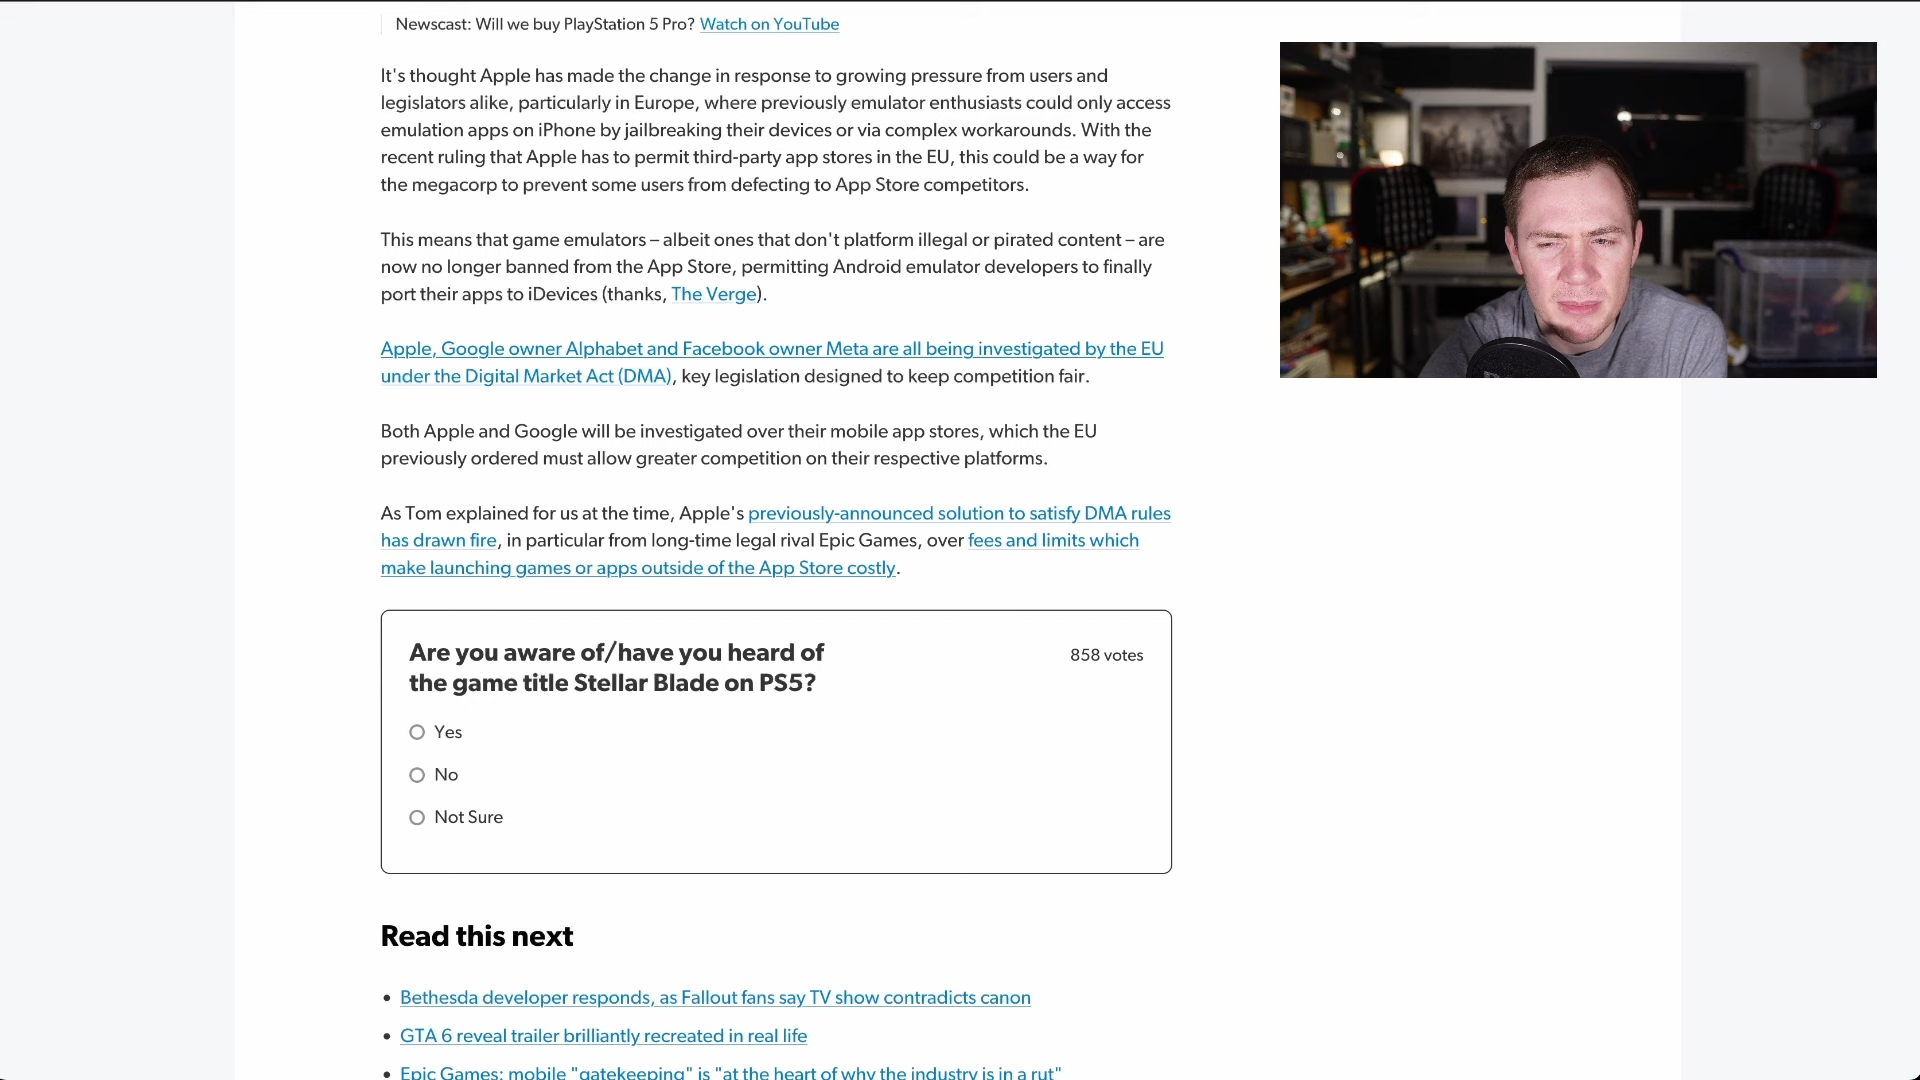 Newscast: Will we buy PlayStation 5 Pro? Watch on YouTube
It's thought Apple has made the change in response to growing pressure from users and
legislators alike, particularly in Europe, where previously emulator enthusiasts could only access
emulation apps on iPhone by jailbreaking their devices or via complex workarounds. With the
recent ruling that Apple has to permit third-party app stores in the EU, this could be a way for
the megacorp to prevent some users from defecting to App Store competitors.
This means that game emulators – albeit ones that don't platform illegal or pirated content – are
now no longer banned from the App Store, permitting Android emulator developers to finally
port their apps to iDevices (thanks, The Verge).
Apple, Google owner Alphabet and Facebook owner Meta are all being investigated by the EU
under the Digital Market Act (DMA), key legislation designed to keep competition fair.
Both Apple and Google will be investigated over their mobile app stores, which the EU
previously ordered must allow greater competition on their respective platforms.
As Tom explained for us at the time, Apple's previously-announced solution to satisfy DMA rules
has drawn fire, in particular from long-time legal rival Epic Games, over fees and limits which
make launching games or apps outside of the App Store costly.
Are you aware of/have you heard of
the game title Stellar Blade on PS5?
858 votes
Yes
No
Not Sure
Read this next
• Bethesda developer responds, as Fallout fans say TV show contradicts canon
• GTA 6 reveal trailer brilliantly recreated in real life
• Epic Games: mobile "gatekeeping" is "at the heart of why the industry is in a rut"